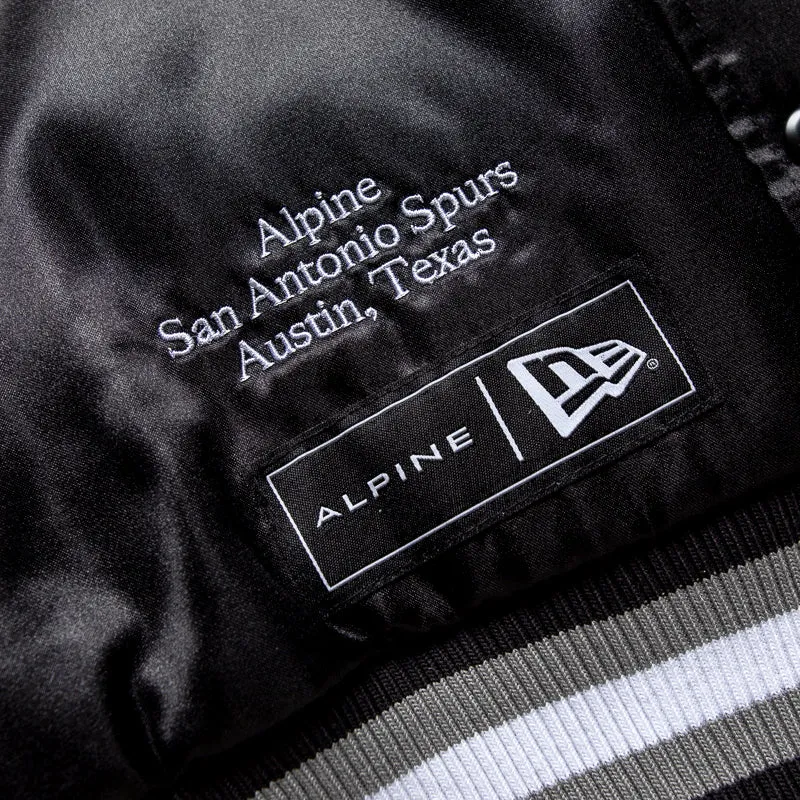 Alpine
San Antonio Spurs
Austin, Texas
ALPINE
®